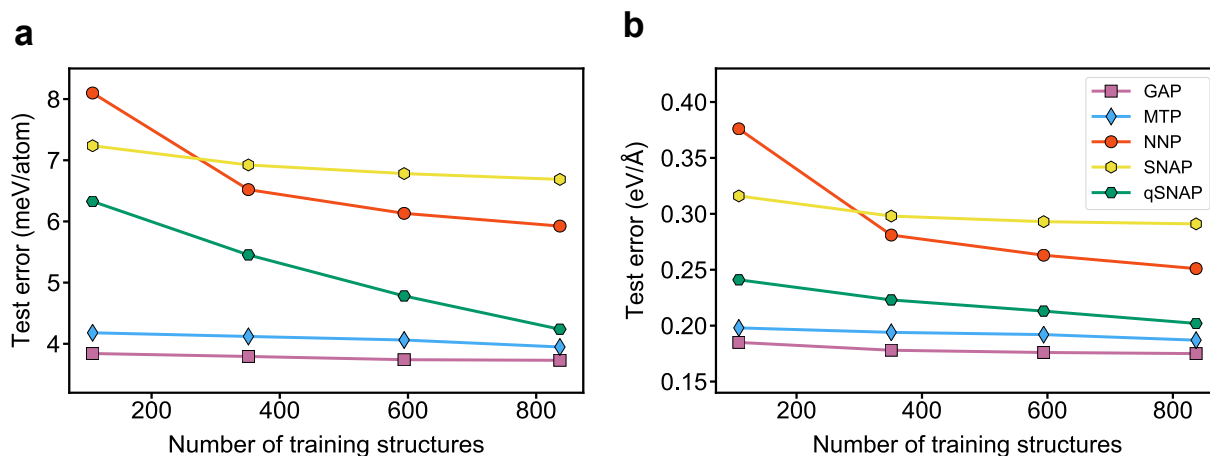 a
b
Test error (meV/atom)
8
7
6
5
4
200 400 600 800
Number of training structures
Test error (eV/Å)
0.40
0.35
0.30
0.25
0.20
0.15
200 400 600 800
Number of training structures
GAP
MTP
NNP
SNAP
qSNAP